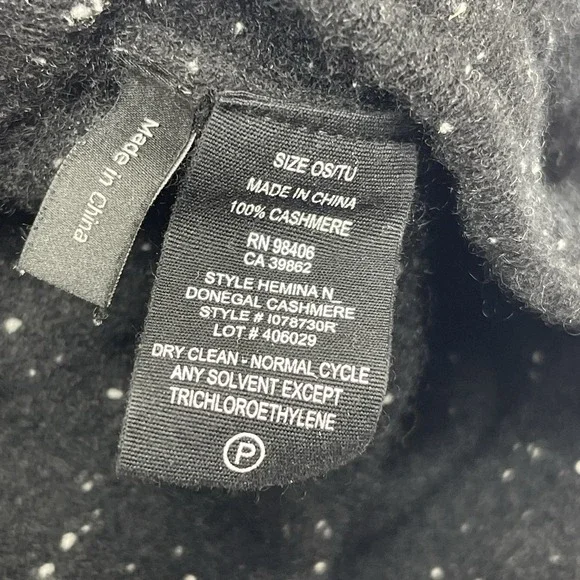 Made in China
SIZE OS/TU
MADE IN CHINA
100% CASHMERE
RN 98406
CA 39862
STYLE HEMINA N_
DONEGAL CASHMERE
STYLE # I078730R
LOT # 406029
DRY CLEAN - NORMAL CYCLE
ANY SOLVENT EXCEPT
TRICHLOROETHYLENE
P